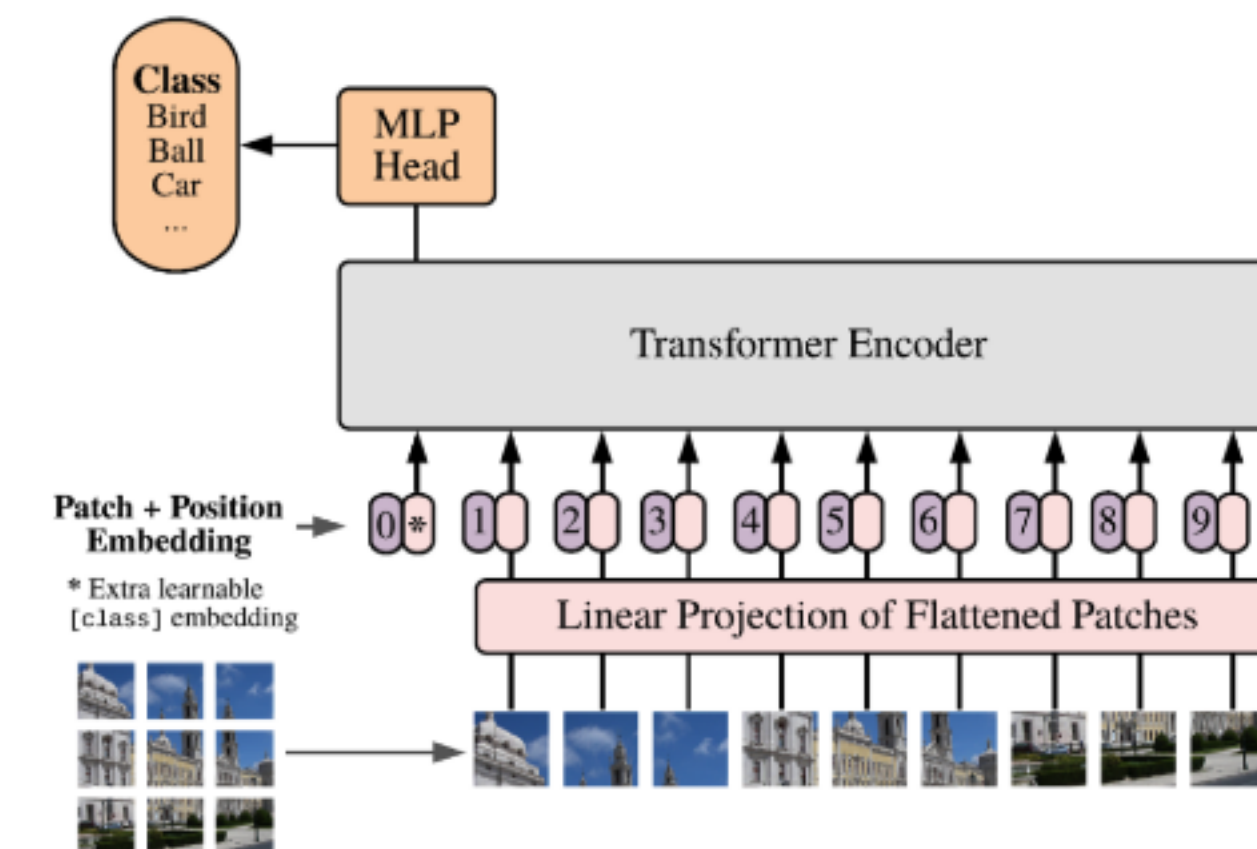 Class
Bird
Ball
Car
...
MLP
Head
Transformer Encoder
Patch + Position
Embedding
0 * 1 2 3 4 5 6 7 8 9
* Extra learnable
[class] embedding
Linear Projection of Flattened Patches